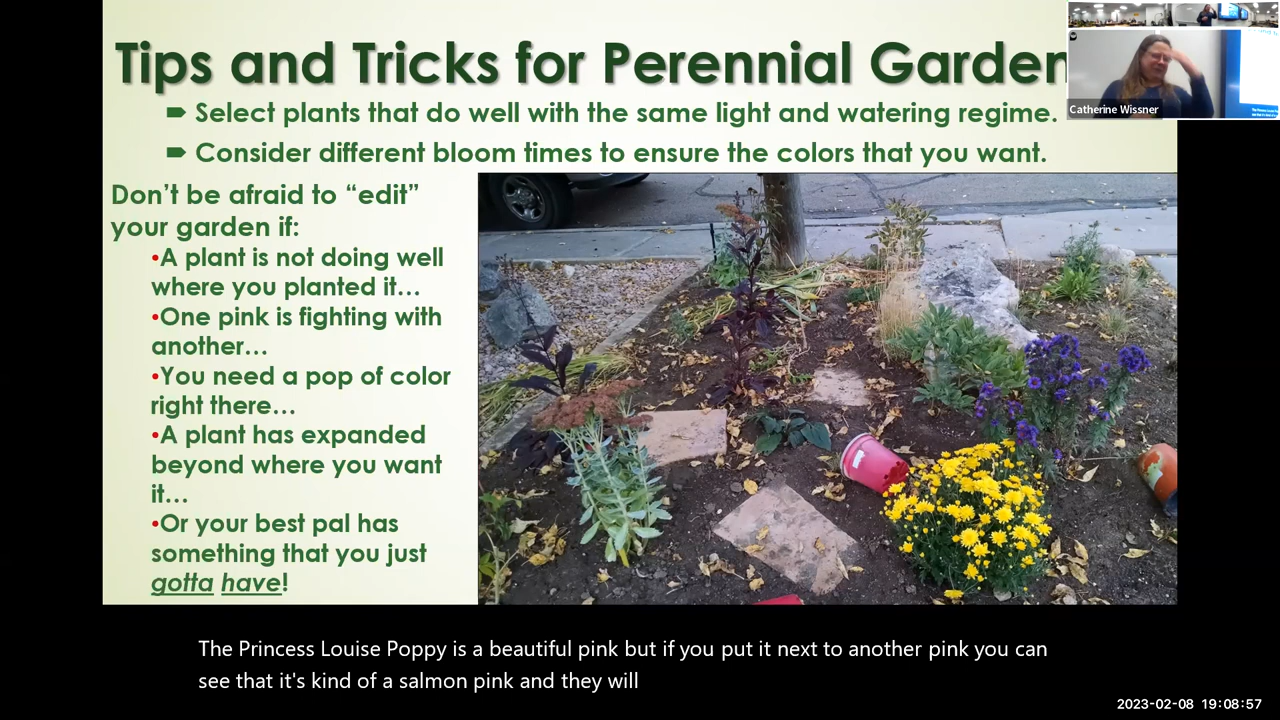 Tips and Tricks for Perennial Garden
Select plants that do well with the same light and watering regime.
Consider different bloom times to ensure the colors that you want.
Don't be afraid to “edit”
your garden if:
•A plant is not doing well
where you planted it…
•One pink is fighting with
another…
•You need a pop of color
right there…
•A plant has expanded
beyond where you want
it…
•Or your best pal has
something that you just
gotta have!
Catherine Wissner
The Princess Louise Poppy is a beautiful pink but if you put it next to another pink you can
see that it's kind of a salmon pink and they will
2023-02-08 19:08:57